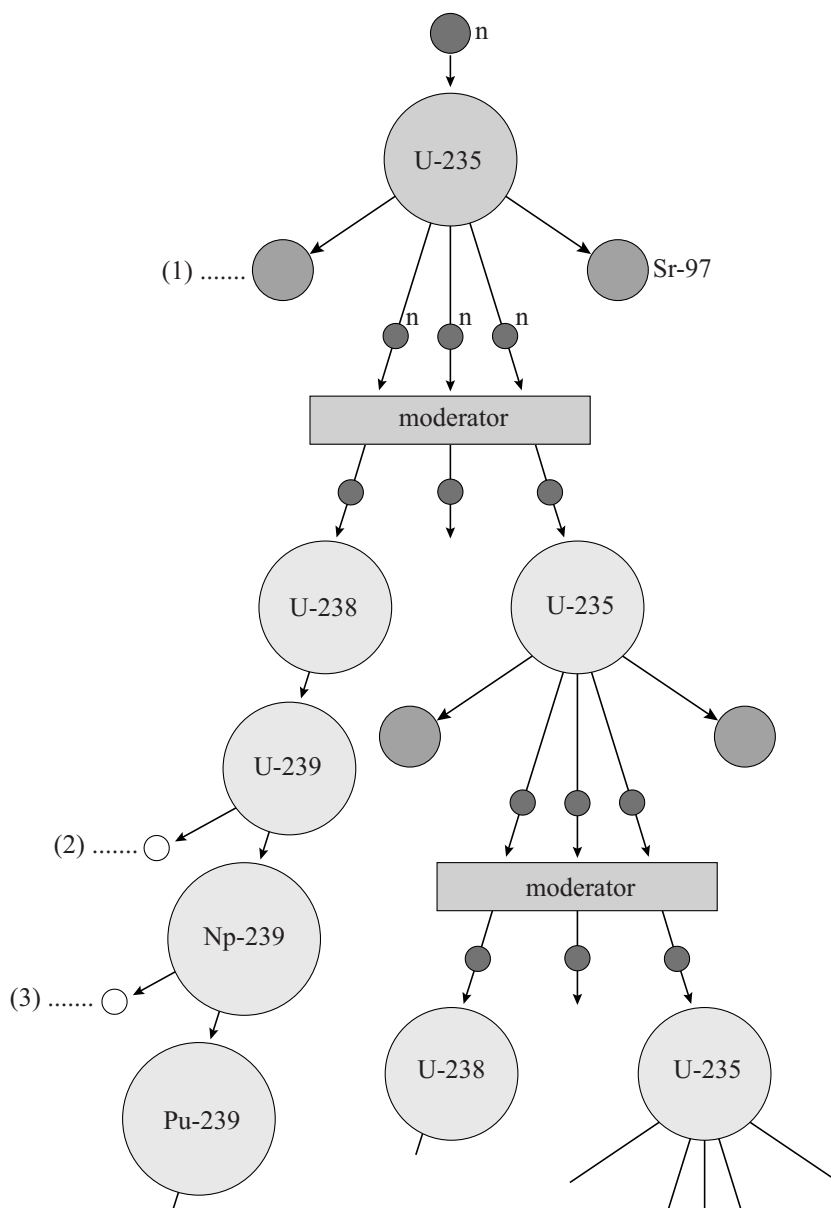 n
U-235
(1) .......
Sr-97
n n n
moderator
U-238 U-235
U-239
(2) .......
moderator
Np-239
(3) .......
U-238 U-235
Pu-239